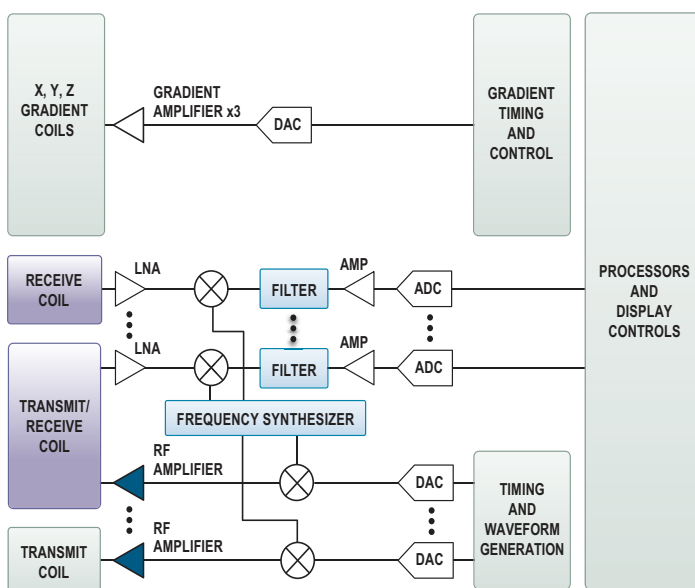 X, Y, Z
GRADIENT
COILS
GRADIENT
AMPLIFIER x3
DAC
GRADIENT
TIMING
AND
CONTROL
PROCESSORS
AND
DISPLAY
CONTROLS
RECEIVE
COIL
LNA
FILTER
AMP
ADC
LNA
FILTER
AMP
ADC
TRANSMIT/
RECEIVE
COIL
FREQUENCY SYNTHESIZER
RF
AMPLIFIER
DAC
TIMING
AND
WAVEFORM
GENERATION
TRANSMIT
COIL
RF
AMPLIFIER
DAC